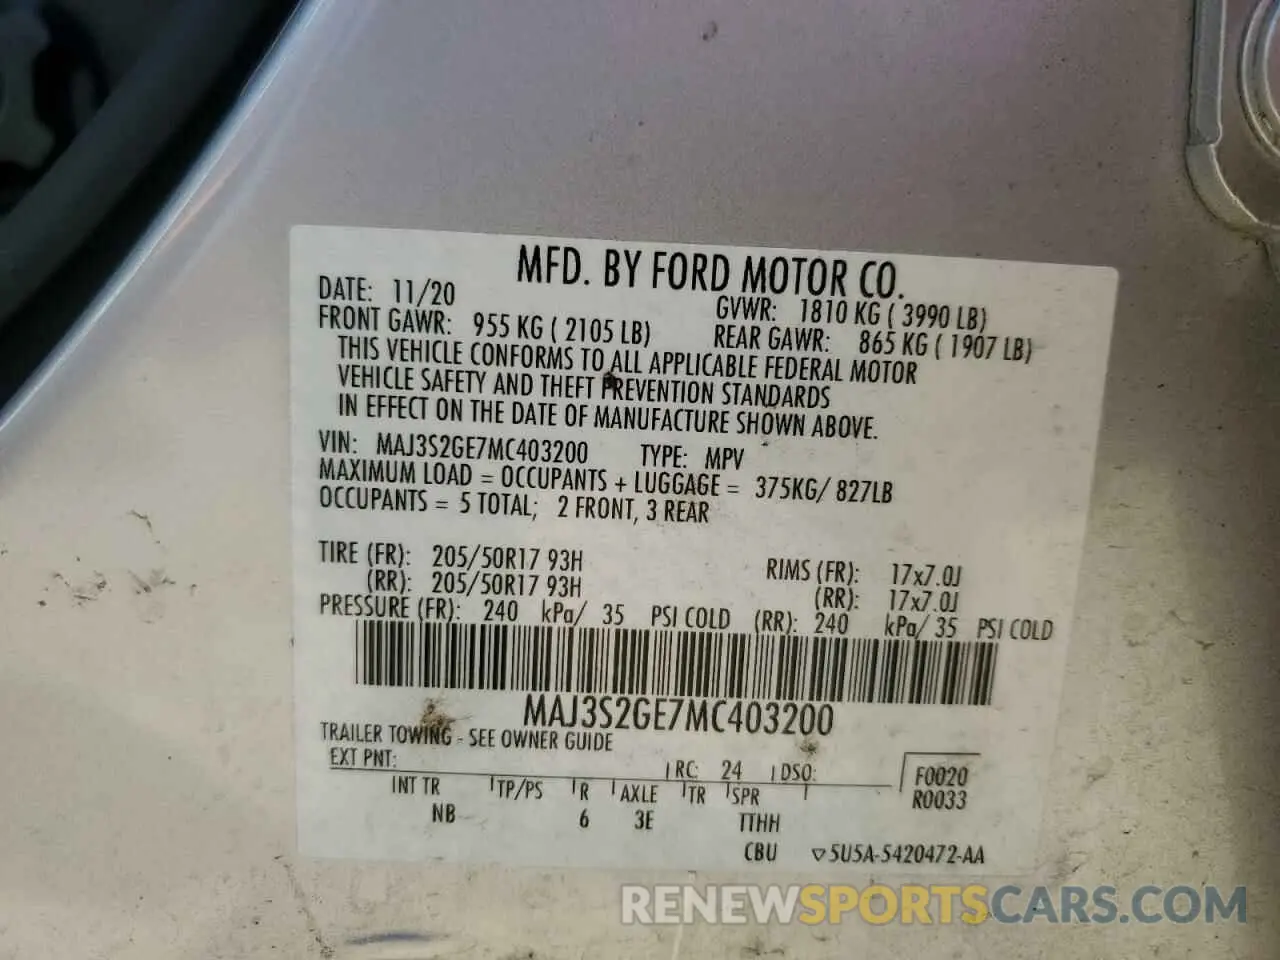 MFD. BY FORD MOTOR CO.
DATE: 11/20 GVWR: 1810 KG ( 3990 LB)
FRONT GAWR: 955 KG ( 2105 LB) REAR GAWR: 865 KG ( 1907 LB)
THIS VEHICLE CONFORMS TO ALL APPLICABLE FEDERAL MOTOR
VEHICLE SAFETY AND THEFT PREVENTION STANDARDS
IN EFFECT ON THE DATE OF MANUFACTURE SHOWN ABOVE.
VIN: MAJ3S2GE7MC403200 TYPE: MPV
MAXIMUM LOAD = OCCUPANTS + LUGGAGE = 375KG/ 827LB
OCCUPANTS = 5 TOTAL; 2 FRONT, 3 REAR
TIRE (FR): 205/50R17 93H RIMS (FR): 17x7.0J
(RR): 205/50R17 93H (RR): 17x7.0J
PRESSURE (FR): 240 kPa/ 35 PSI COLD (RR): 240 kPa/ 35 PSI COLD
MAJ3S2GE7MC403200
TRAILER TOWING - SEE OWNER GUIDE
EXT PNT: RC: 24 DSO: F0020
INT TR TP/PS R AXLE TR SPR R0033
NB 6 3E TTHH
CBU ▽5U5A-5420472-AA
RENEWSPORTSCARS.COM